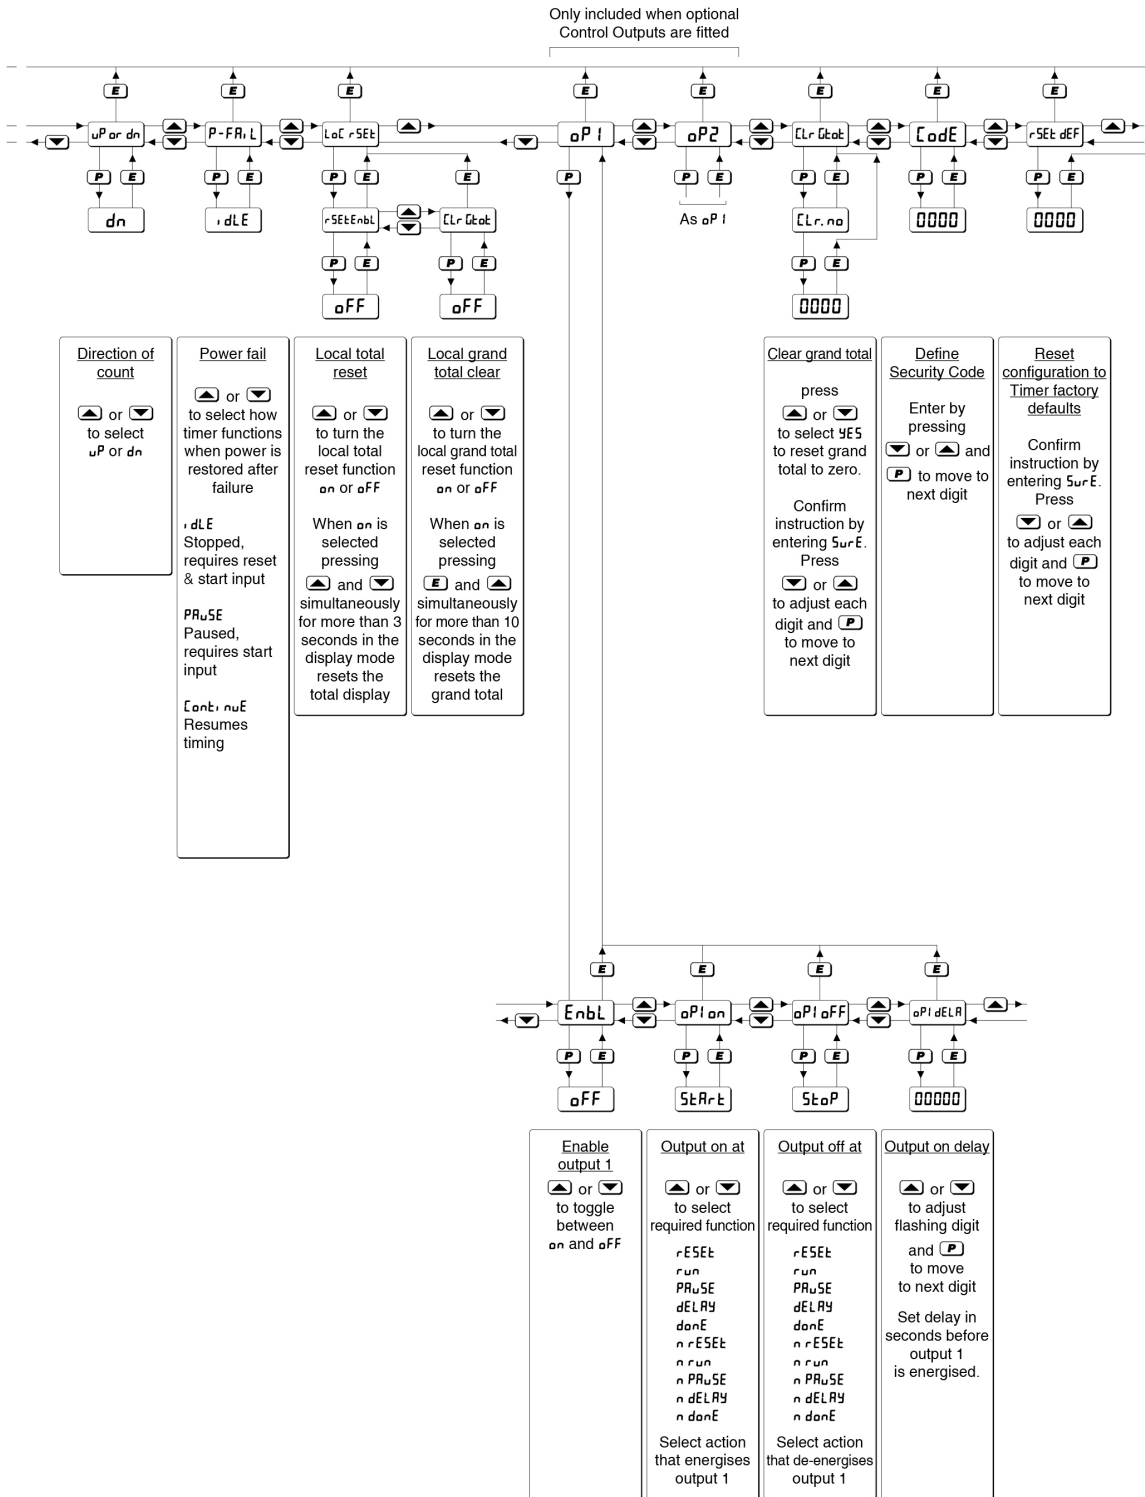 Only included when optional
Control Outputs are fitted
E E E E E E E E
uP or dn P-FAiL LoC rSEt oP1 oP2 CLr Gtot CodE rSEt dEF
P E P E P E E P P E P E P E P E
dn idLE rSEtEnbL CLr Gtot As oP1 CLr.no 0000 0000
P E P E P E
oFF oFF 0000
Direction of
count
or
to select
uP or dn
Power fail
or
to select how
timer functions
when power is
restored after
failure
idLE
Stopped,
requires reset
& start input
PAuSE
Paused,
requires start
input
ContinuE
Resumes
timing
Local total
reset
or
to turn the
local total
reset function
on or oFF
When on is
selected
pressing
and
simultaneously
for more than 3
seconds in the
display mode
resets the
total display
Local grand
total clear
or
to turn the
local grand total
reset function
on or oFF
When on is
selected
pressing
E and
simultaneously
for more than 10
seconds in the
display mode
resets the
grand total
Clear grand total
press
or
to select YES
to reset grand
total to zero.
Confirm
instruction by
entering SurE.
Press
or
to adjust each
digit and P
to move to
next digit
Define
Security Code
Enter by
pressing
or and
P to move to
next digit
Reset
configuration to
Timer factory
defaults
Confirm
instruction by
entering SurE.
Press
or
to adjust each
digit and P
to move to
next digit
E E E E
EnbL oP1 on oP1 oFF oP1 dELA
P E P E P E P E
oFF StArt StoP 00000
Enable
output 1
or
to toggle
between
on and oFF
Output on at
or
to select
required function
rESEt
run
PAuSE
dELAY
donE
n rESEt
n run
n PAuSE
n dELAY
n donE
Select action
that energises
output 1
Output off at
or
to select
required function
rESEt
run
PAuSE
dELAY
donE
n rESEt
n run
n PAuSE
n dELAY
n donE
Select action
that de-energises
output 1
Output on delay
or
to adjust
flashing digit
and P
to move
to next digit
Set delay in
seconds before
output 1
is energised.